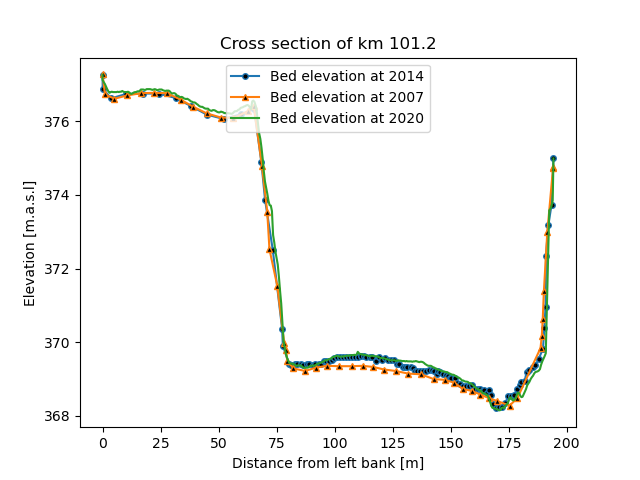 Cross section of km 101.2
Bed elevation at 2014
Bed elevation at 2007
Bed elevation at 2020
Elevation [m.a.s.l]
376
374
372
370
368
0 25 50 75 100 125 150 175 200
Distance from left bank [m]